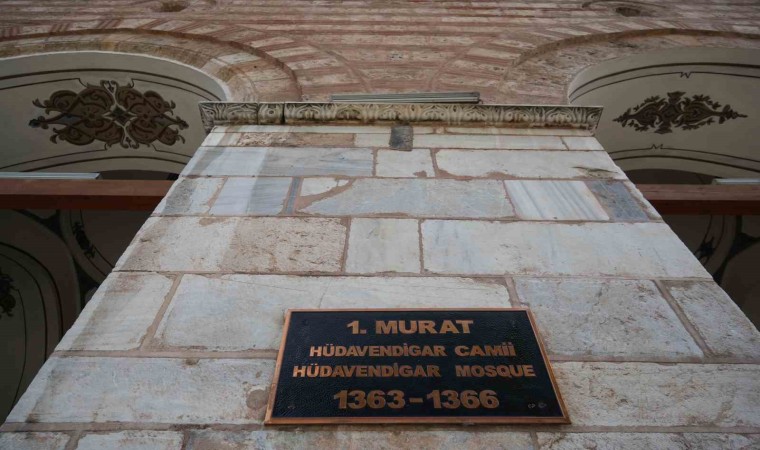 1. MURAT
HÜDAVENDİGAR CAMİİ
HÜDAVENDİGAR MOSQUE
1363-1366